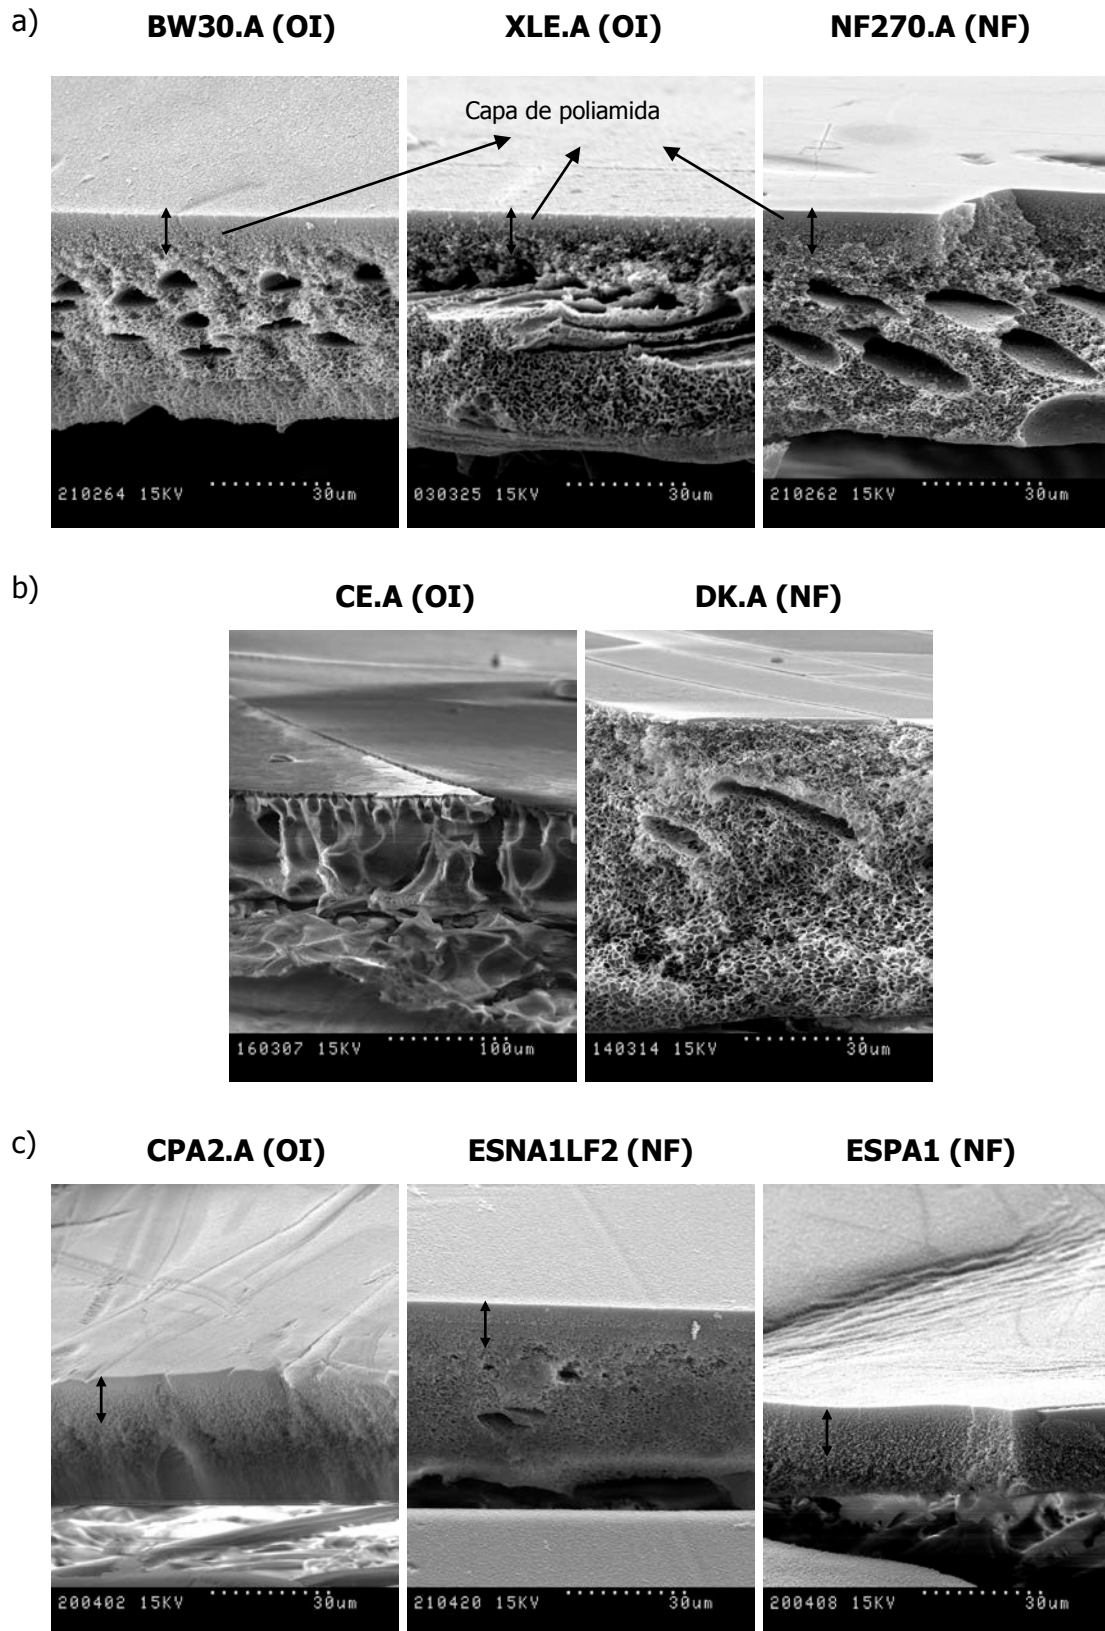 a)
BW30.A (OI) XLE.A (OI) NF270.A (NF)
Capa de poliamida
210264 15KV 30um 030325 15KV 30um 210262 15KV 30um
b)
CE.A (OI) DK.A (NF)
160307 15KV 100um 140314 15KV 30um
c)
CPA2.A (OI) ESNA1LF2 (NF) ESPA1 (NF)
200402 15KV 30um 210420 15KV 30um 200408 15KV 30um